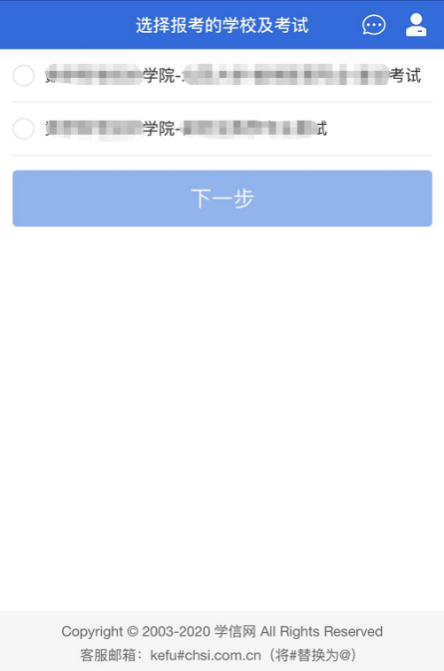 选择报考的学校及考试
学院-考试
学院-试
下一步
Copyright © 2003-2020 学信网 All Rights Reserved
客服邮箱：kefu#chsi.com.cn（将#替换为@）